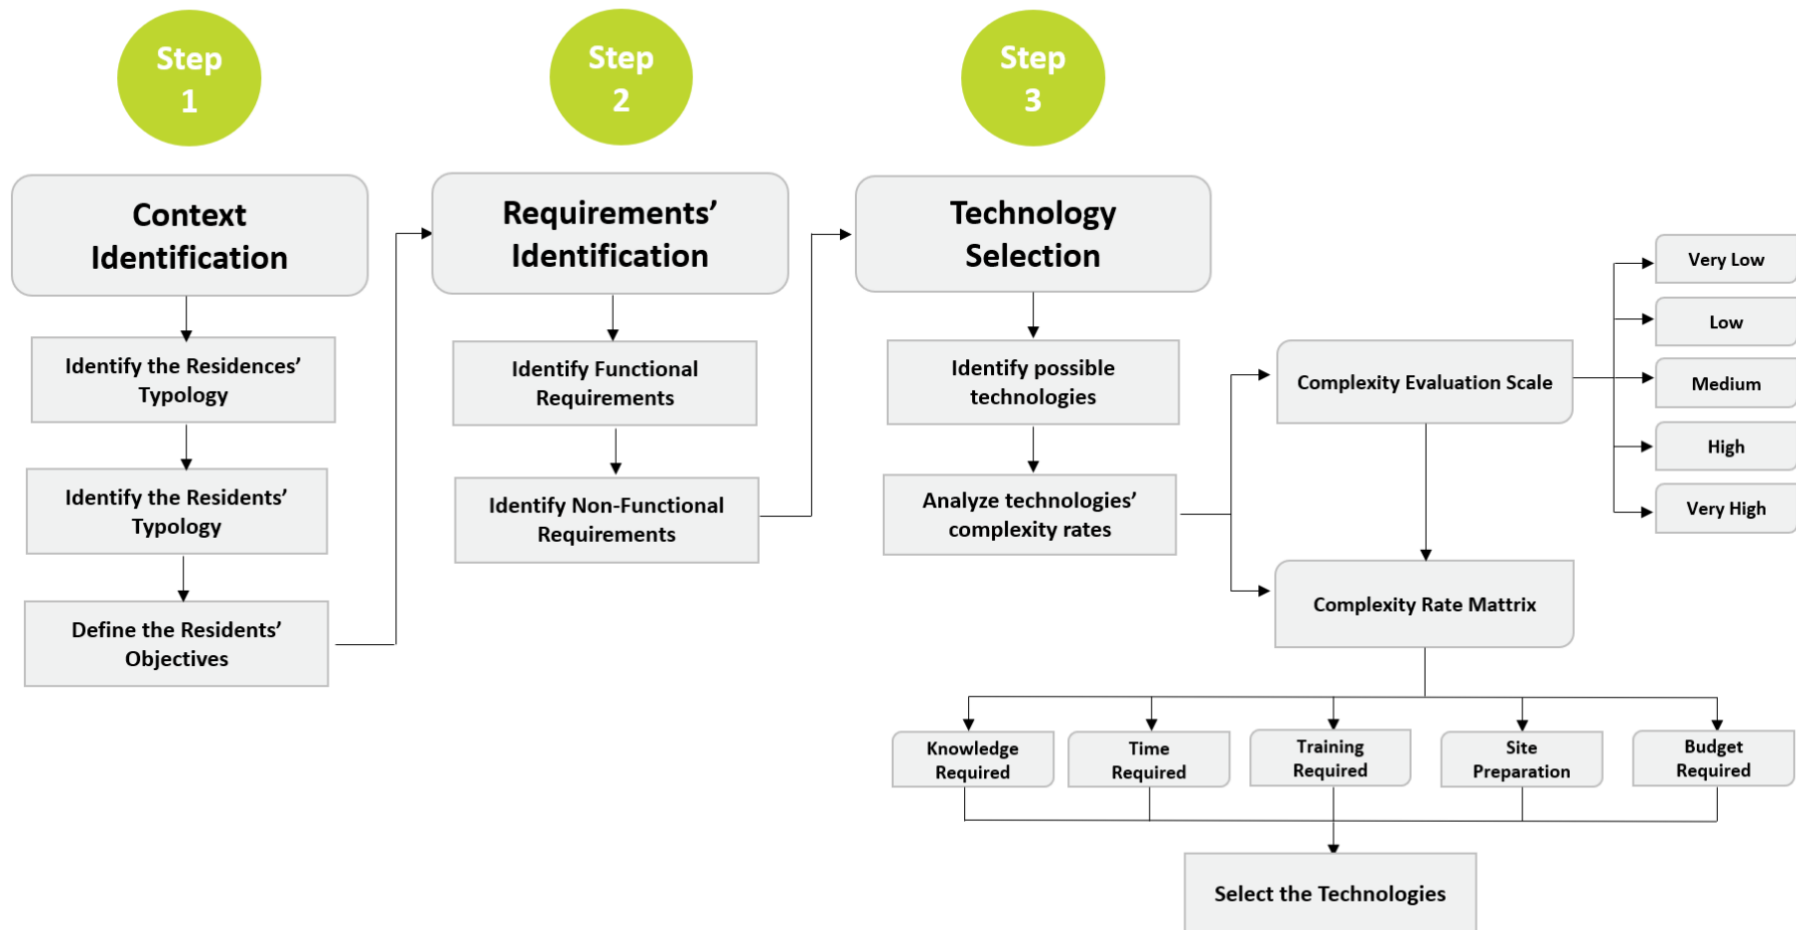 Step
1
Step
2
Step
3
Context
Identification
Requirements’
Identification
Technology
Selection
Identify the Residences’
Typology
Identify the Residents’
Typology
Define the Residents’
Objectives
Identify Functional
Requirements
Identify Non-Functional
Requirements
Identify possible
technologies
Analyze technologies’
complexity rates
Complexity Evaluation Scale
Very Low
Low
Medium
High
Very High
Complexity Rate Mattrix
Knowledge
Required
Time
Required
Training
Required
Site
Preparation
Budget
Required
Select the Technologies